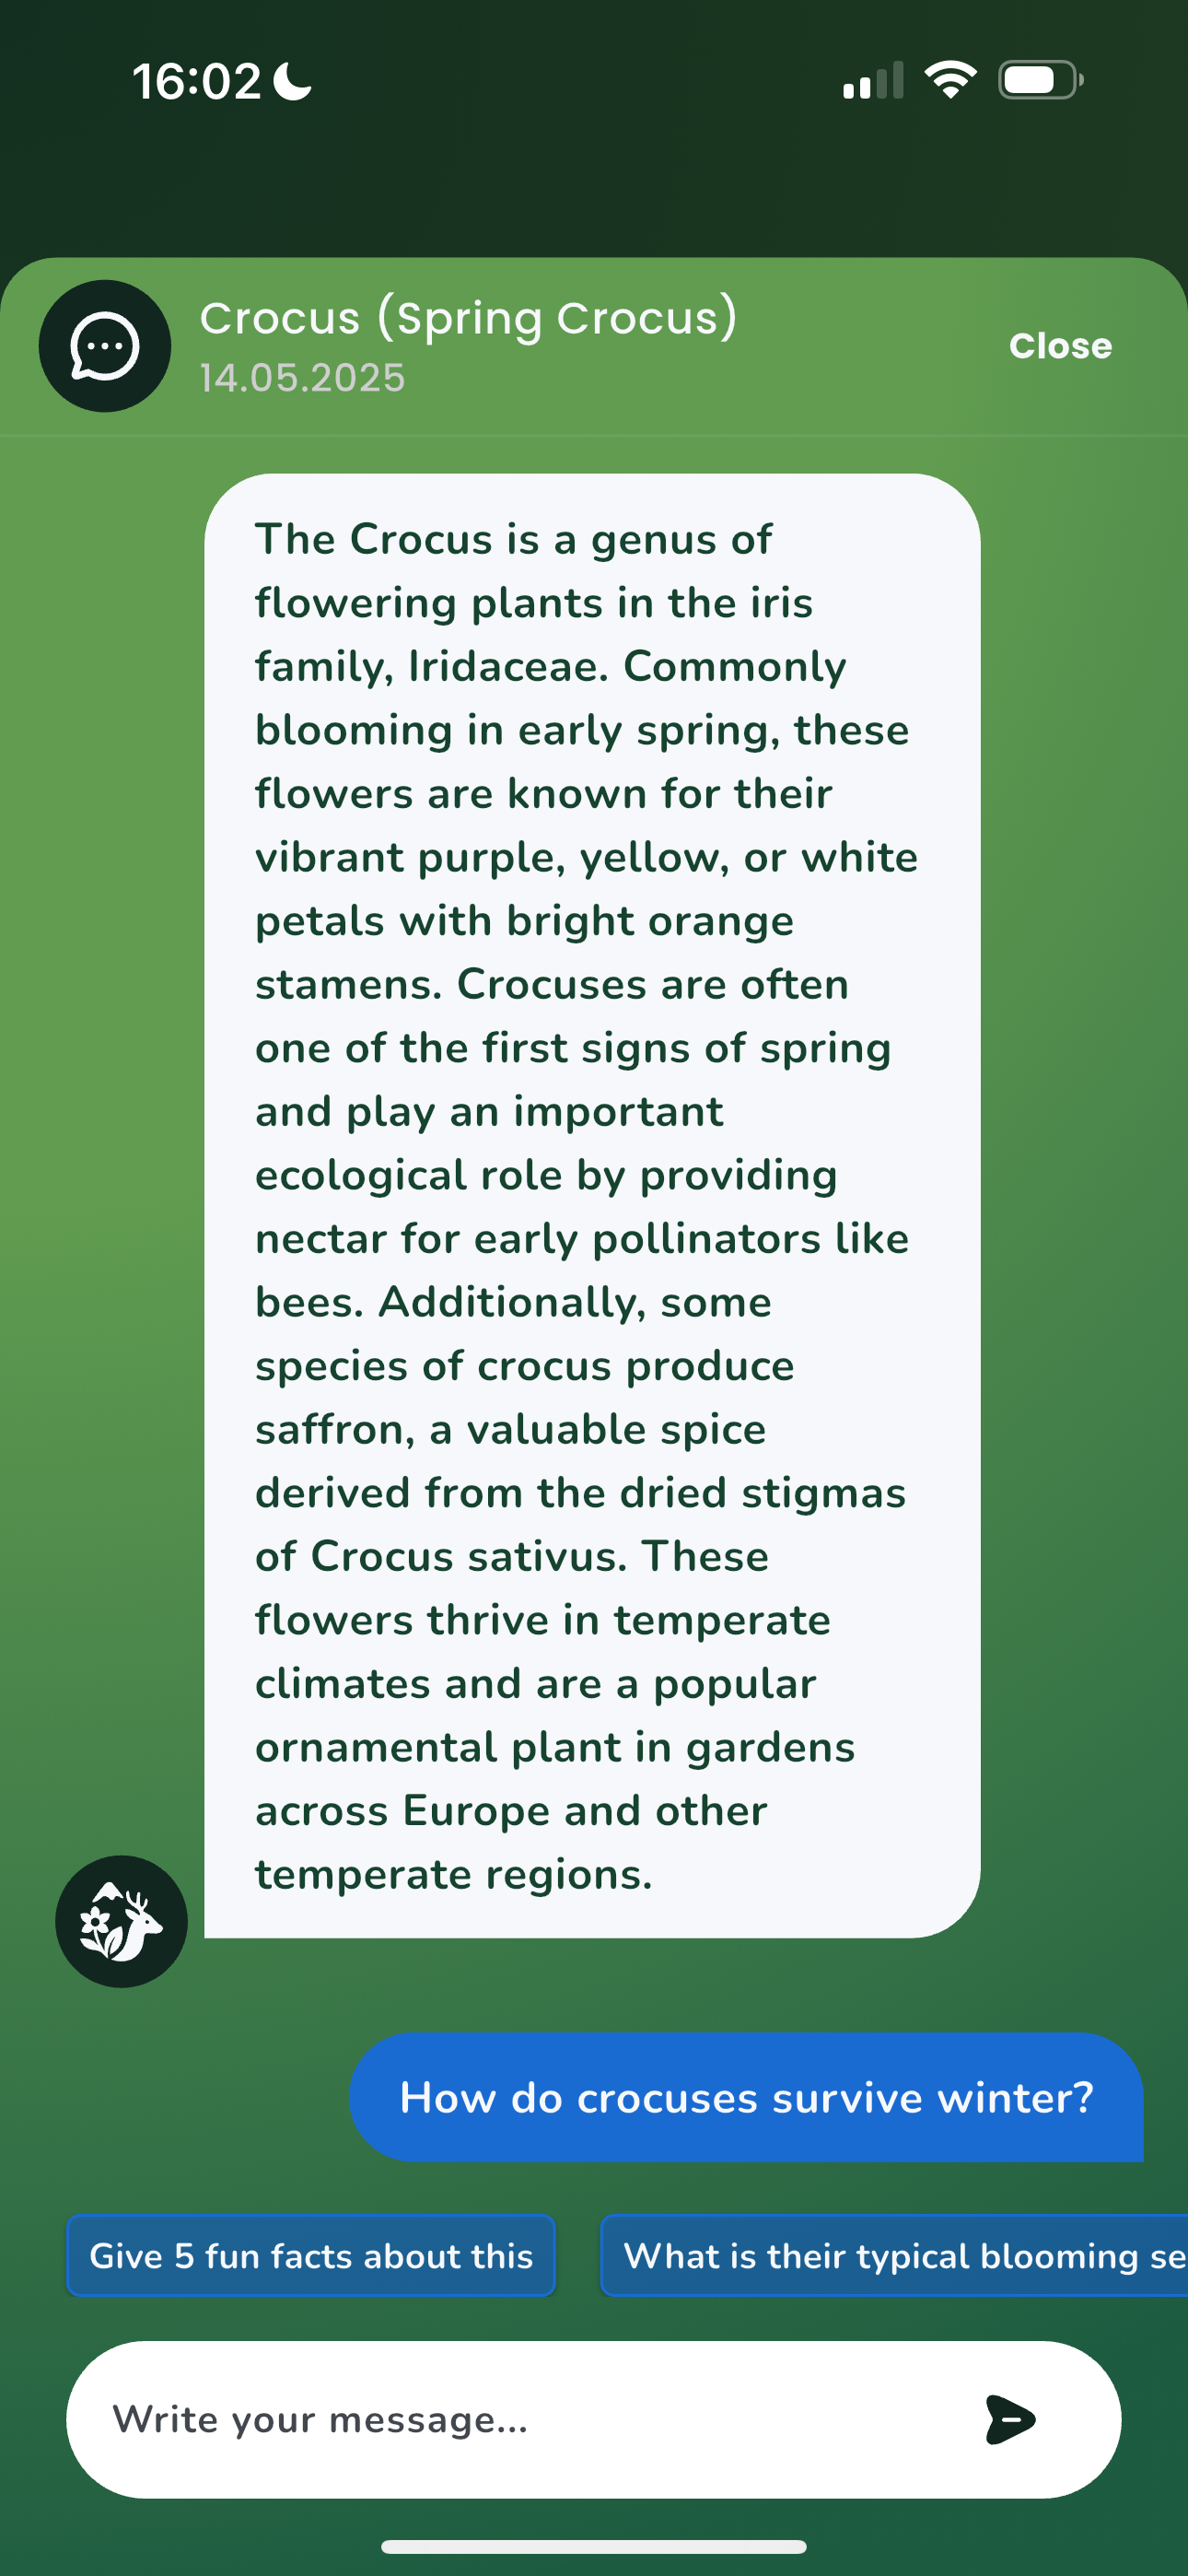 16:02
Crocus (Spring Crocus)
14.05.2025
Close
The Crocus is a genus of
flowering plants in the iris
family, Iridaceae. Commonly
blooming in early spring, these
flowers are known for their
vibrant purple, yellow, or white
petals with bright orange
stamens. Crocuses are often
one of the first signs of spring
and play an important
ecological role by providing
nectar for early pollinators like
bees. Additionally, some
species of crocus produce
saffron, a valuable spice
derived from the dried stigmas
of Crocus sativus. These
flowers thrive in temperate
climates and are a popular
ornamental plant in gardens
across Europe and other
temperate regions.
How do crocuses survive winter?
Give 5 fun facts about this
What is their typical blooming se
Write your message...